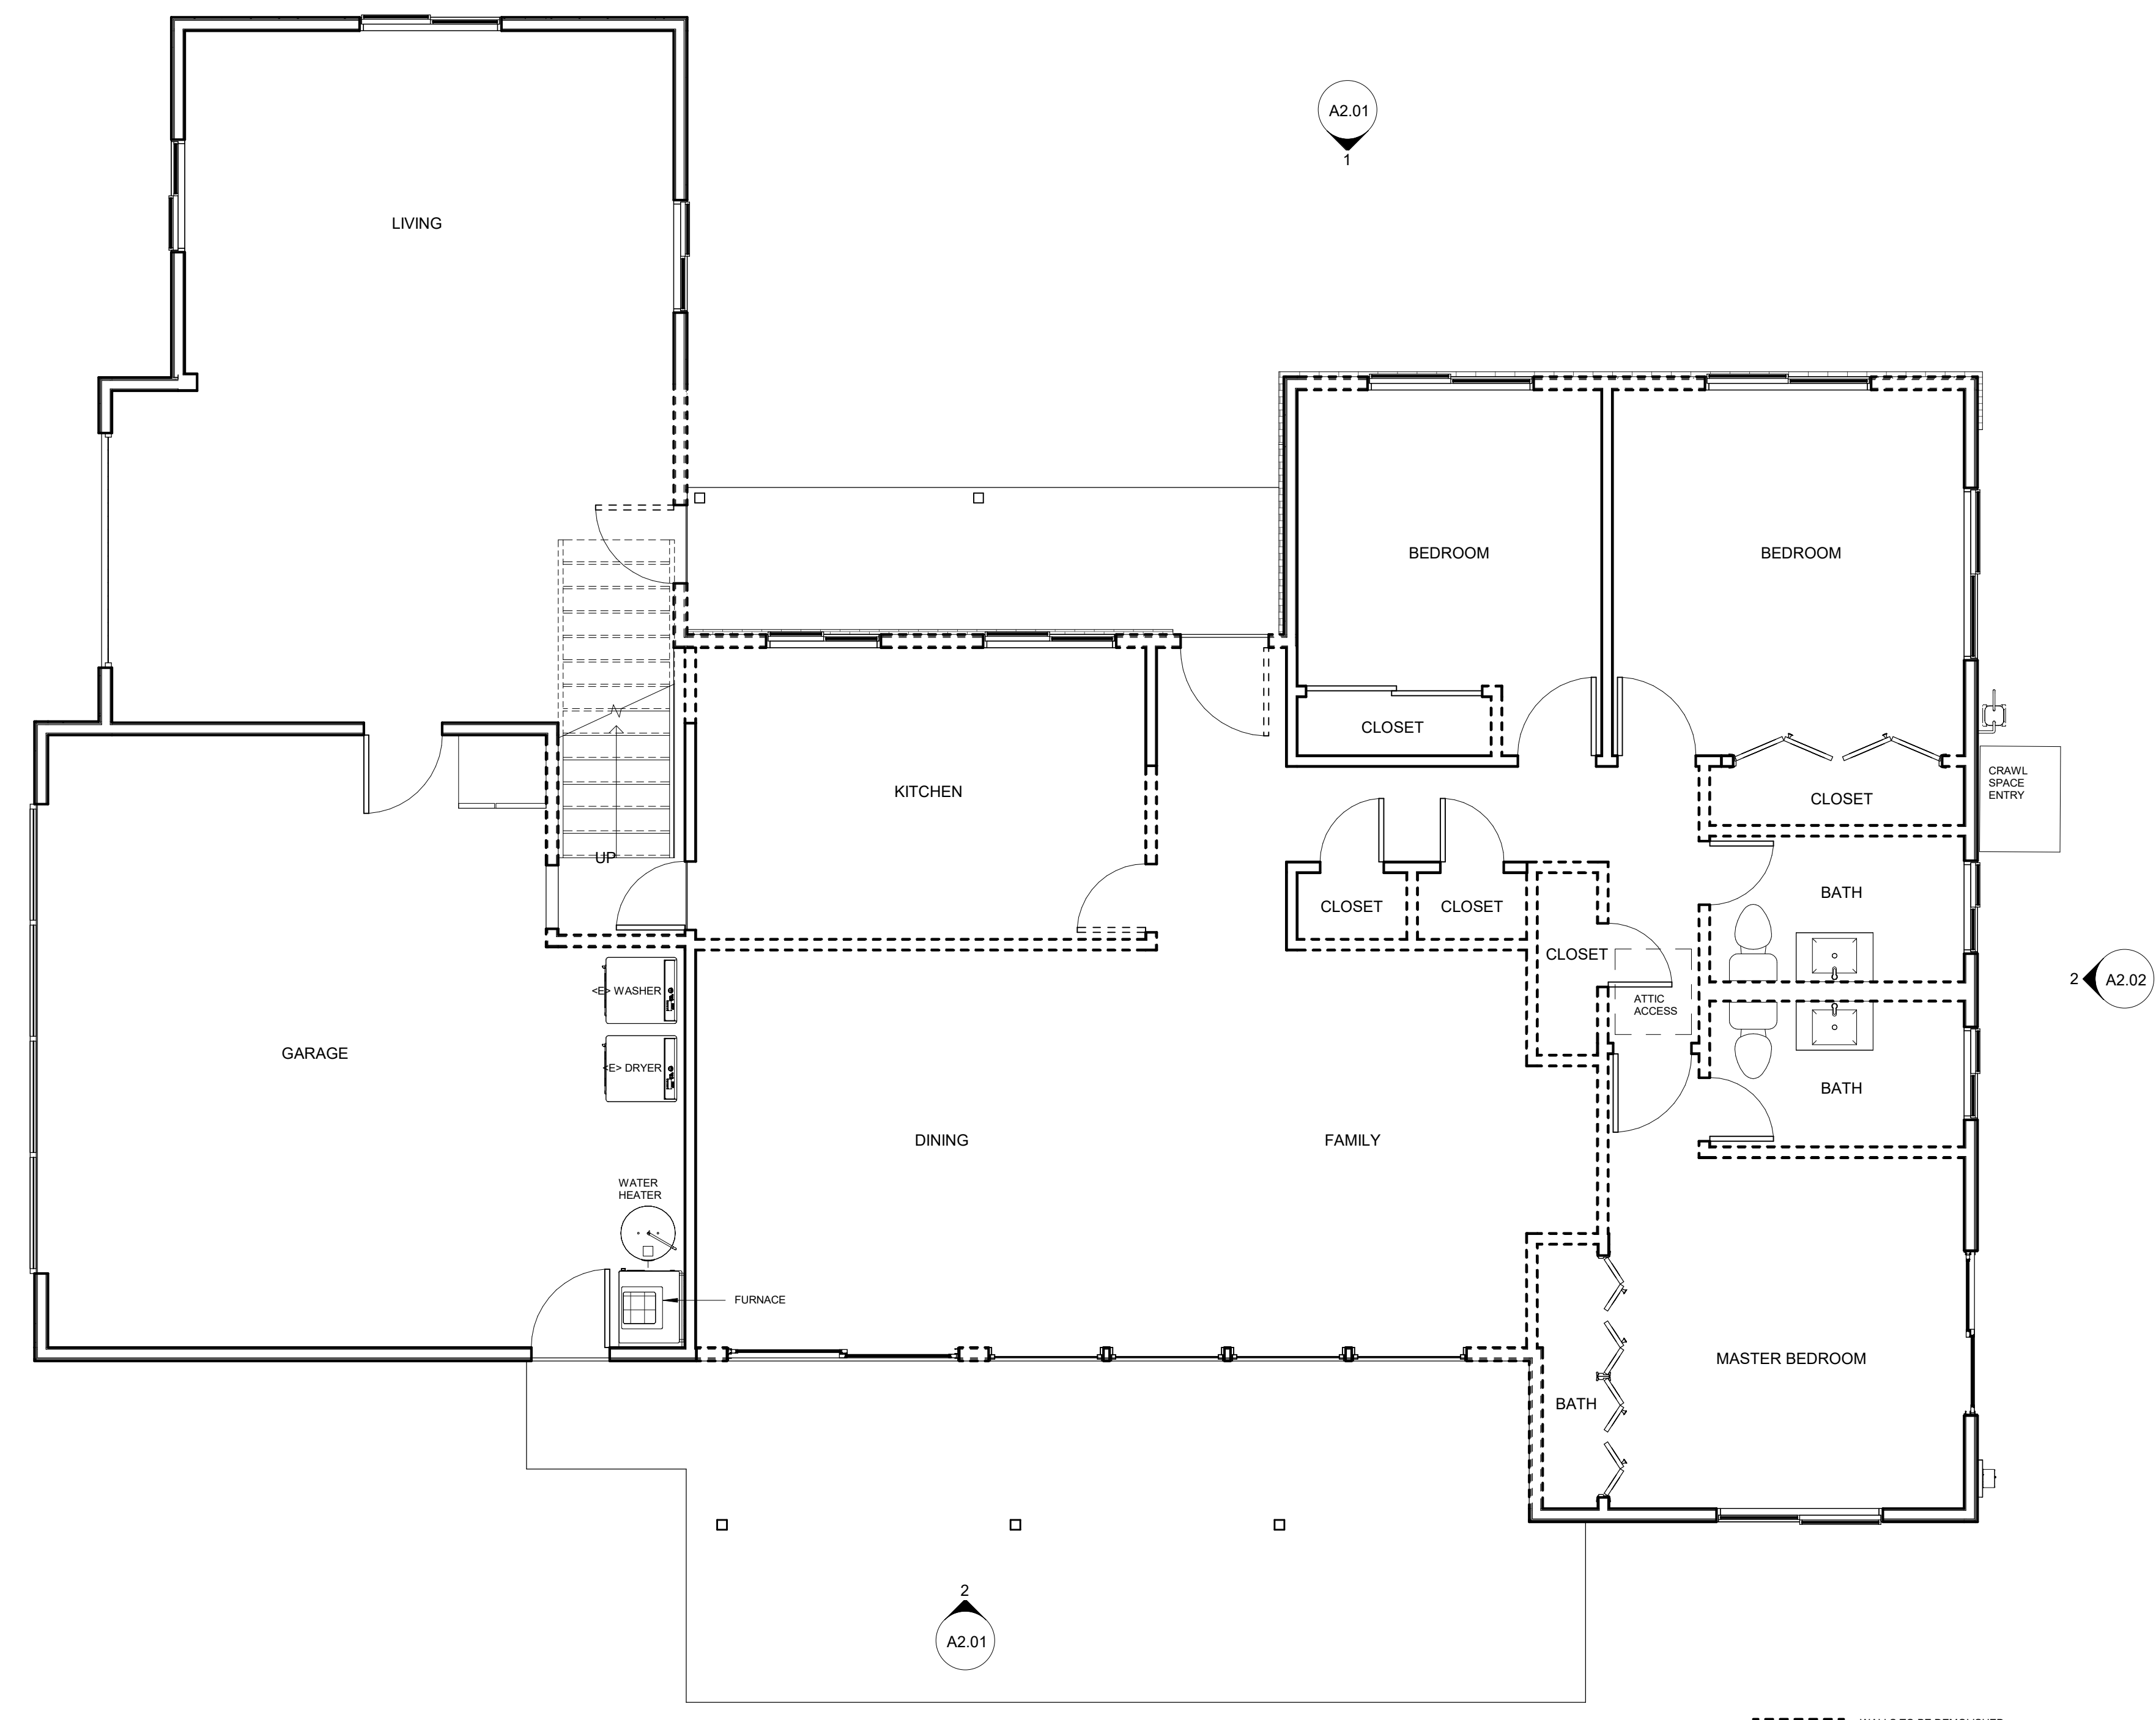 A2.01
1
LIVING
BEDROOM
BEDROOM
CLOSET
CRAWL
SPACE
ENTRY
KITCHEN
CLOSET
UP
BATH
CLOSET
CLOSET
CLOSET
2
A2.02
<E> WASHER
ATTIC
ACCESS
GARAGE
<E> DRYER
BATH
DINING
FAMILY
WATER
HEATER
FURNACE
MASTER BEDROOM
BATH
2
A2.01